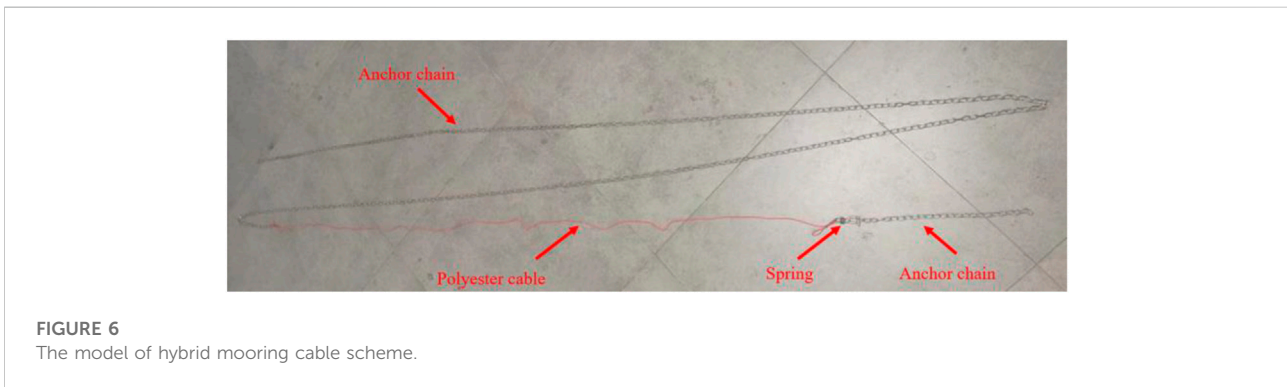 Anchor chain
Polyester cable
Spring
Anchor chain
FIGURE 6
The model of hybrid mooring cable scheme.